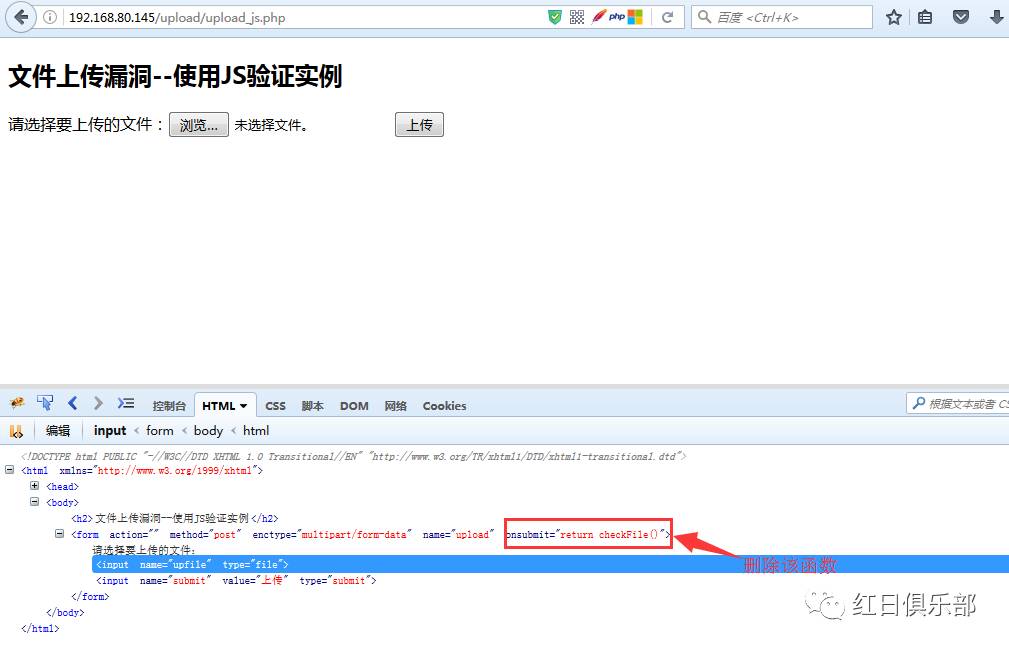 192.168.80.145/upload/upload_js.php
php
百度 <Ctrl+K>
文件上传漏洞--使用JS验证实例
请选择要上传的文件：浏览... 未选择文件。 上传
控制台 HTML CSS 脚本 DOM 网络 Cookies
根据文本或者 CS
编辑 input < form < body < html
<!DOCTYPE html PUBLIC "-//W3C//DTD XHTML 1.0 Transitional//EN" "http://www.w3.org/TR/xhtml1/DTD/xhtml1-transitional.dtd">
<html xmlns="http://www.w3.org/1999/xhtml">
<head>
<body>
<h2>文件上传漏洞--使用JS验证实例</h2>
<form action="" method="post" enctype="multipart/form-data" name="upload" onsubmit="return checkFile()">
请选择要上传的文件:
<input name="upfile" type="file">
删除该函数
<input name="submit" value="上传" type="submit">
</form>
</body>
</html>
红日俱乐部